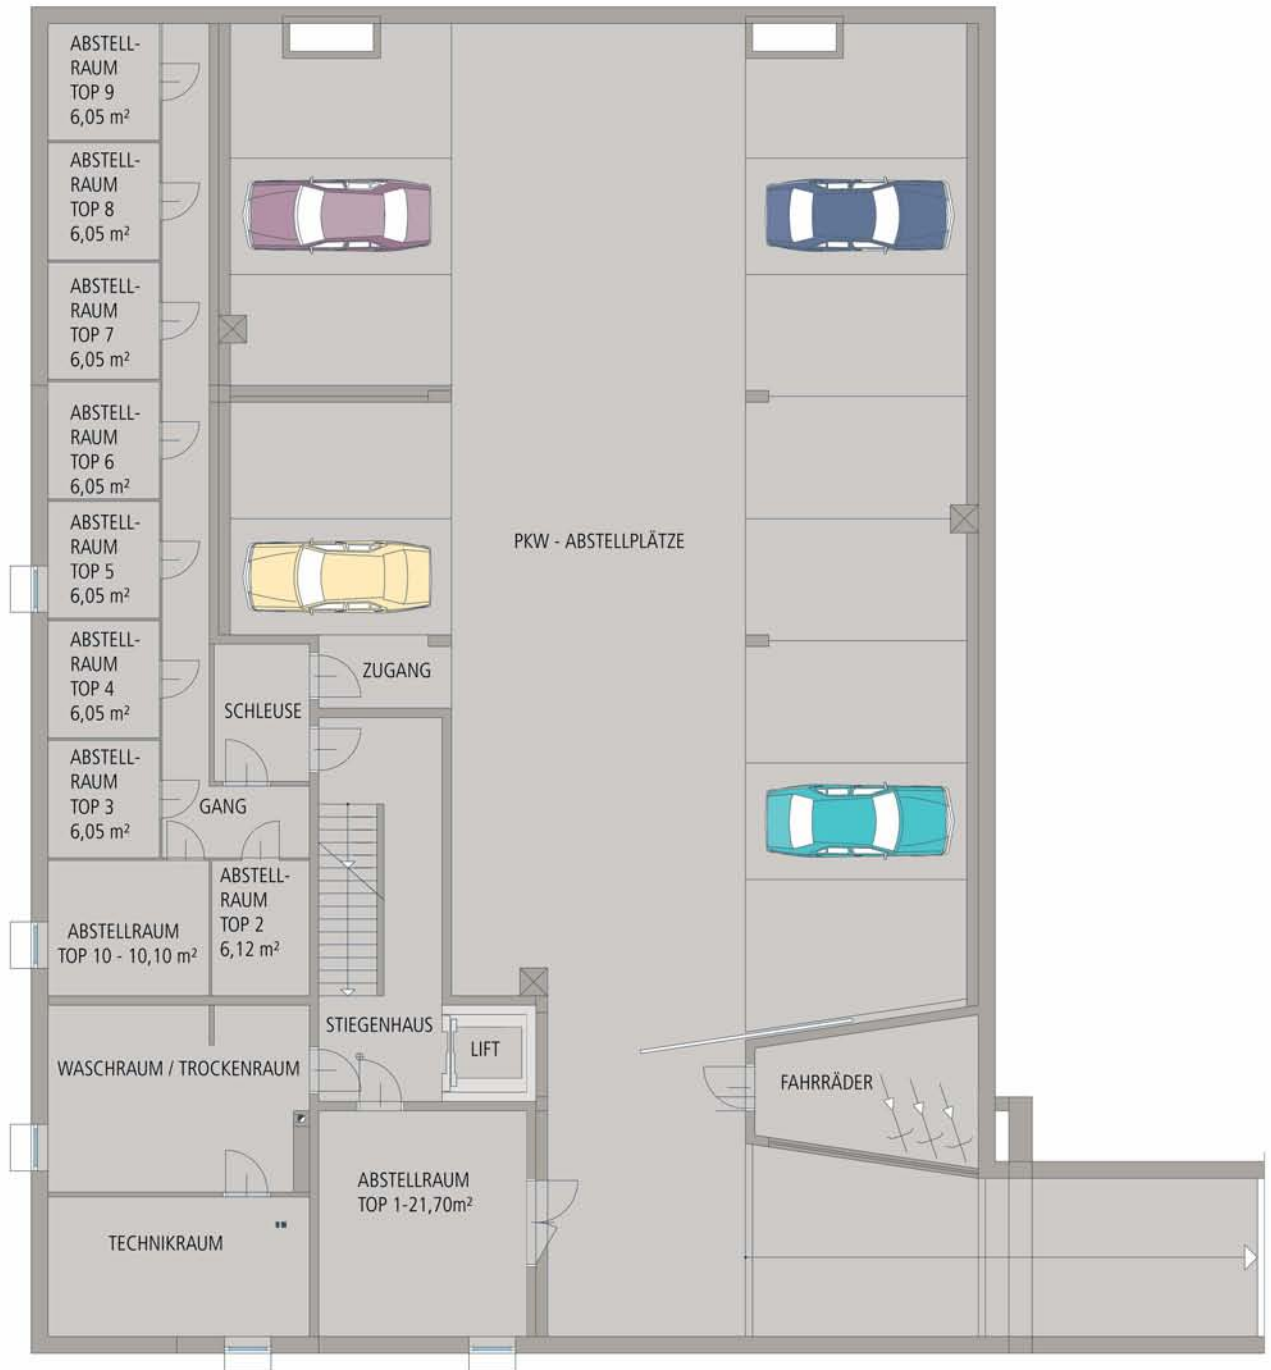 ABSTELL-
RAUM
TOP 9
6,05 m²
ABSTELL-
RAUM
TOP 8
6,05 m²
ABSTELL-
RAUM
TOP 7
6,05 m²
ABSTELL-
RAUM
TOP 6
6,05 m²
ABSTELL-
RAUM
TOP 5
6,05 m²
ABSTELL-
RAUM
TOP 4
6,05 m²
ABSTELL-
RAUM
TOP 3
6,05 m²
PKW - ABSTELLPLÄTZE
ZUGANG
SCHLEUSE
GANG
ABSTELL-
RAUM
TOP 2
6,12 m²
ABSTELLRAUM
TOP 10 - 10,10 m²
STIEGENHAUS
LIFT
WASCHRAUM / TROCKENRAUM
FAHRRÄDER
ABSTELLRAUM
TOP 1-21,70m²
TECHNIKRAUM